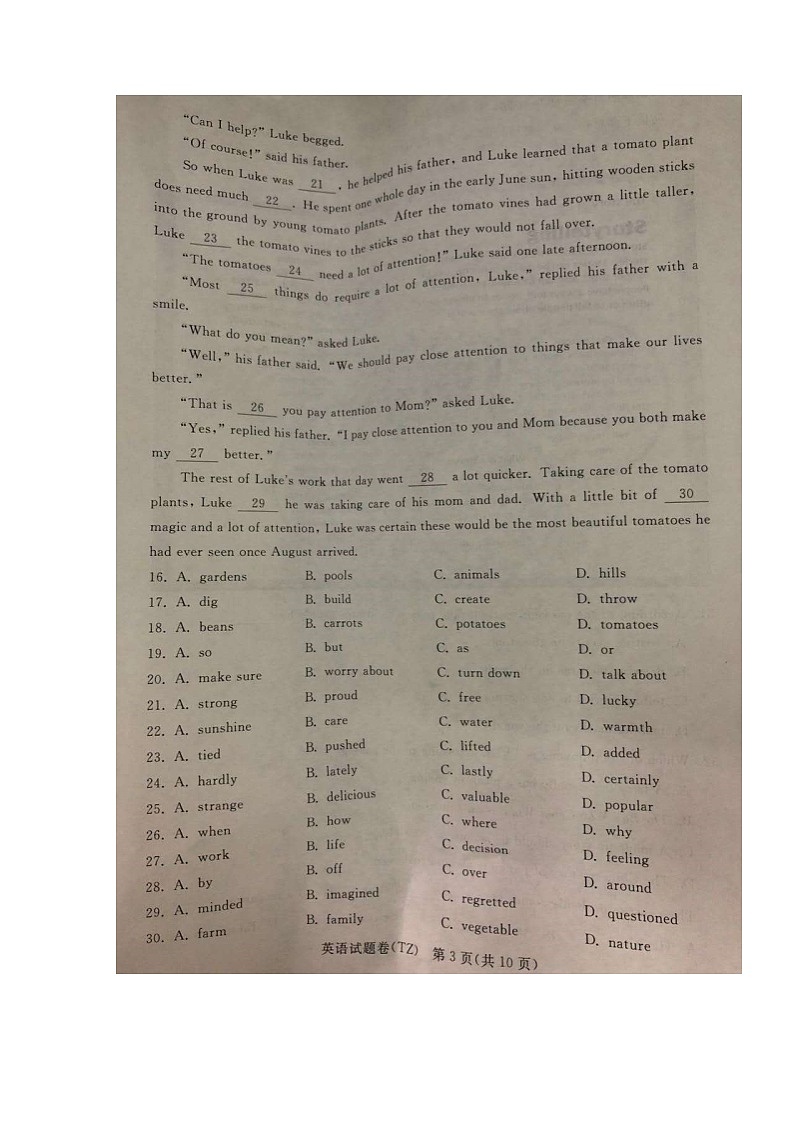 "Can I help?" Luke begged.
"Of course!" said his father.
So when Luke was 21 , he helped his father, and Luke learned that a tomato plant
does need much 22 . He spent one whole day in the early June sun, hitting wooden sticks
into the ground by young tomato plants. After the tomato vines had grown a little taller,
Luke 23 the tomato vines to the sticks so that they would not fall over.
"The tomatoes 24 need a lot of attention!" Luke said one late afternoon.
"Most 25 things do require a lot of attention, Luke," replied his father with a
smile.
"What do you mean?" asked Luke.
"Well," his father said. "We should pay close attention to things that make our lives
better."
"That is 26 you pay attention to Mom?" asked Luke.
"Yes," replied his father. "I pay close attention to you and Mom because you both make
my 27 better."
The rest of Luke's work that day went 28 a lot quicker. Taking care of the tomato
plants, Luke 29 he was taking care of his mom and dad. With a little bit of 30
magic and a lot of attention, Luke was certain these would be the most beautiful tomatoes he
had ever seen once August arrived.
16. A. gardens B. pools C. animals D. hills
17. A. dig B. build C. create D. throw
18. A. beans B. carrots C. potatoes D. tomatoes
19. A. so B. but C. as D. or
20. A. make sure B. worry about C. turn down D. talk about
21. A. strong B. proud C. free D. lucky
22. A. sunshine B. care C. water D. warmth
23. A. tied B. pushed C. lifted D. added
24. A. hardly B. lately C. lastly D. certainly
25. A. strange B. delicious C. valuable D. popular
26. A. when B. how C. where D. why
27. A. work B. life C. decision D. feeling
28. A. by B. off C. over D. around
29. A. minded B. imagined C. regretted D. questioned
30. A. farm B. family C. vegetable D. nature
英语试题卷(TZ) 第3页(共10页)